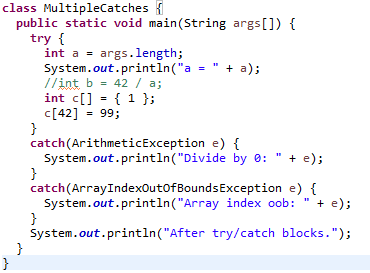 class MultipleCatches {
  public static void main(String args[]) {
    try {
      int a = args.length;
      System.out.println("a = " + a);
      //int b = 42 / a;
      int c[] = { 1 };
      c[42] = 99;
    }
    catch(ArithmeticException e) {
      System.out.println("Divide by 0: " + e);
    }
    catch(ArrayIndexOutOfBoundsException e) {
      System.out.println("Array index oob: " + e);
    }
    System.out.println("After try/catch blocks.");
  }
}